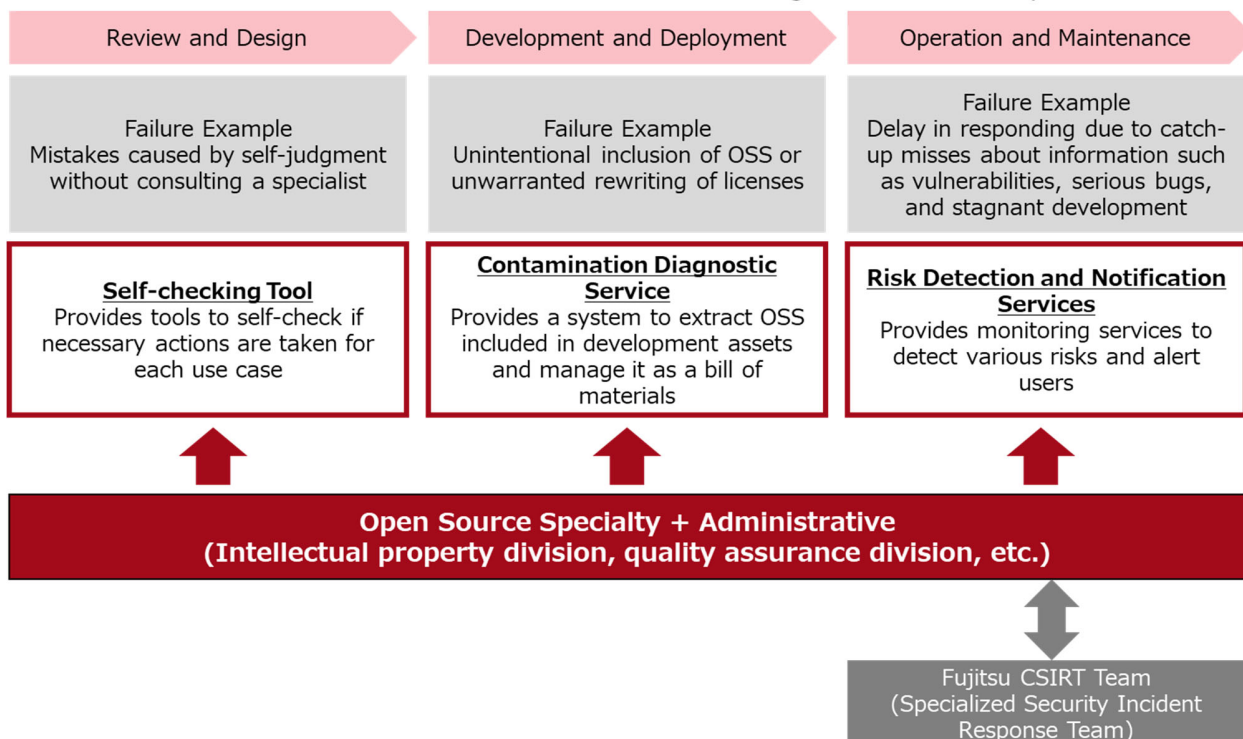 Review and Design
Development and Deployment
Operation and Maintenance
Failure Example
Mistakes caused by self-judgment
without consulting a specialist
Failure Example
Unintentional inclusion of OSS or
unwarranted rewriting of licenses
Failure Example
Delay in responding due to catch-
up misses about information such
as vulnerabilities, serious bugs,
and stagnant development
Self-checking Tool
Provides tools to self-check if
necessary actions are taken for
each use case
Contamination Diagnostic
Service
Provides a system to extract OSS
included in development assets
and manage it as a bill of
materials
Risk Detection and Notification
Services
Provides monitoring services to
detect various risks and alert
users
Open Source Specialty + Administrative
(Intellectual property division, quality assurance division, etc.)
Fujitsu CSIRT Team
(Specialized Security Incident
Response Team)